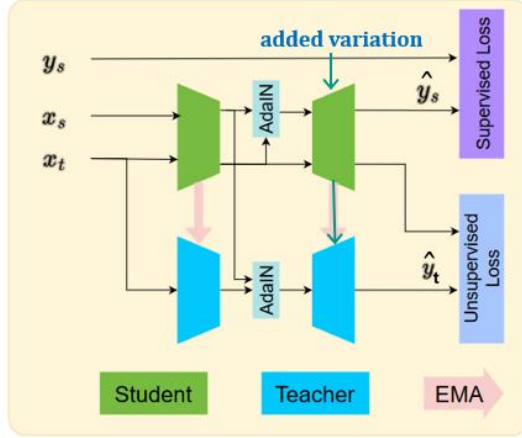 added variation
y_s
ŷ_s
Supervised Loss
x_s
AdaIN
x_t
AdaIN
ŷ_t
Unsupervised
Loss
Student
Teacher
EMA